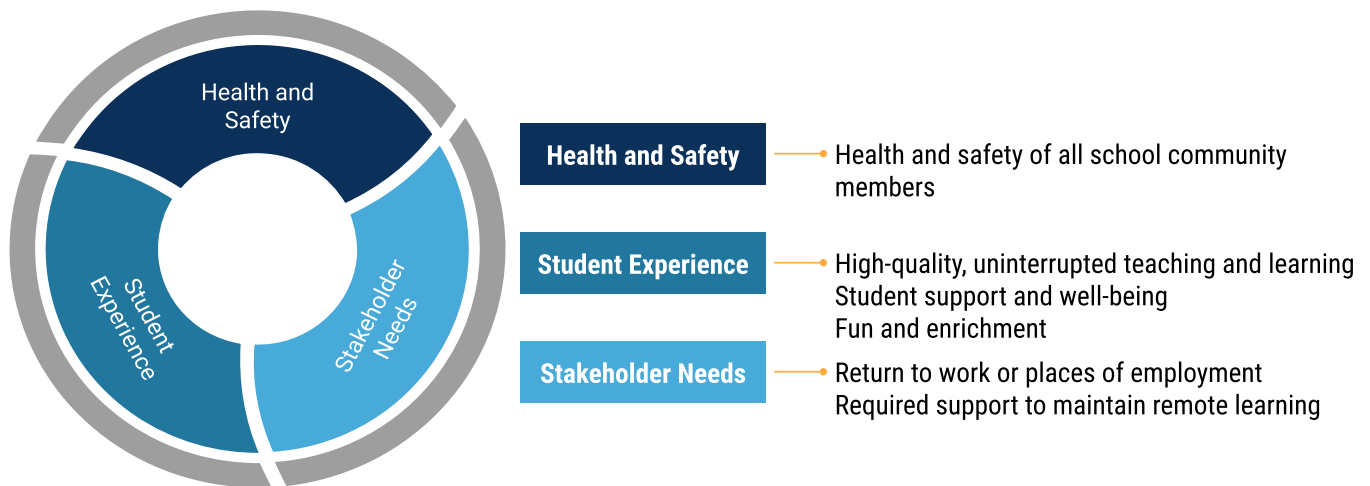 Health and
Safety
Student
Experience
Stakeholder
Needs
Health and Safety
Health and safety of all school community
members
Student Experience
High-quality, uninterrupted teaching and learning
Student support and well-being
Fun and enrichment
Stakeholder Needs
Return to work or places of employment
Required support to maintain remote learning